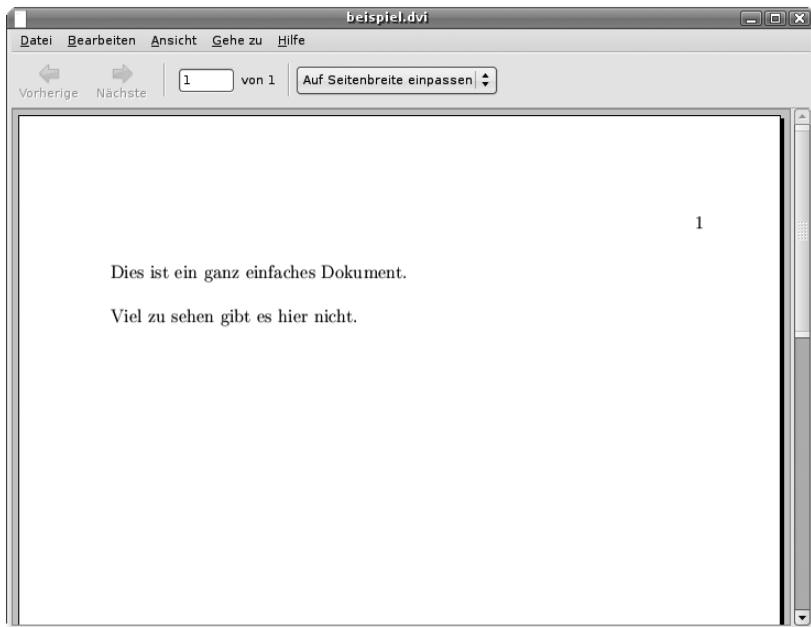 beispiel.dvi
Datei Bearbeiten Ansicht Gehe zu Hilfe
Vorherige Nächste 1 von 1 Auf Seitenbreite einpassen
1
Dies ist ein ganz einfaches Dokument.
Viel zu sehen gibt es hier nicht.